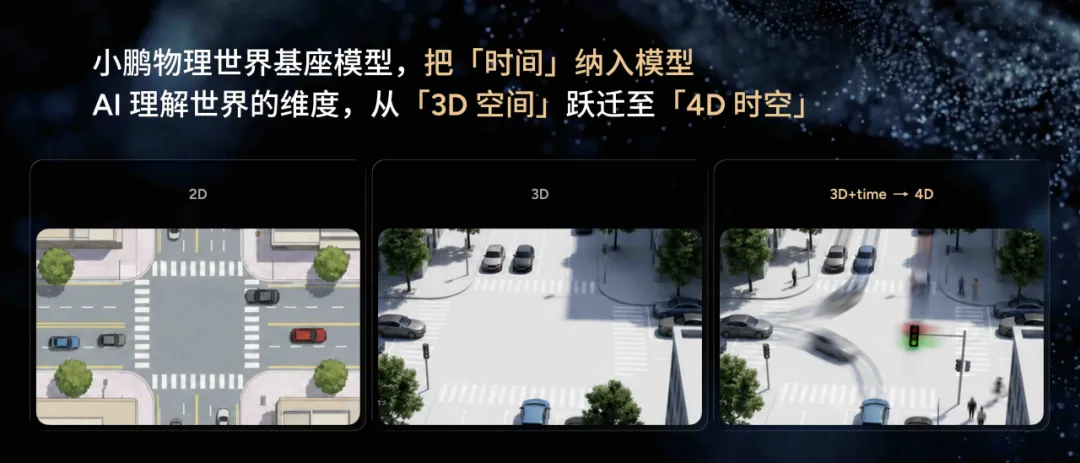 小鹏物理世界基座模型，把「时间」纳入模型
AI 理解世界的维度，从「3D 空间」跃迁至「4D 时空」
2D
3D
3D+time → 4D